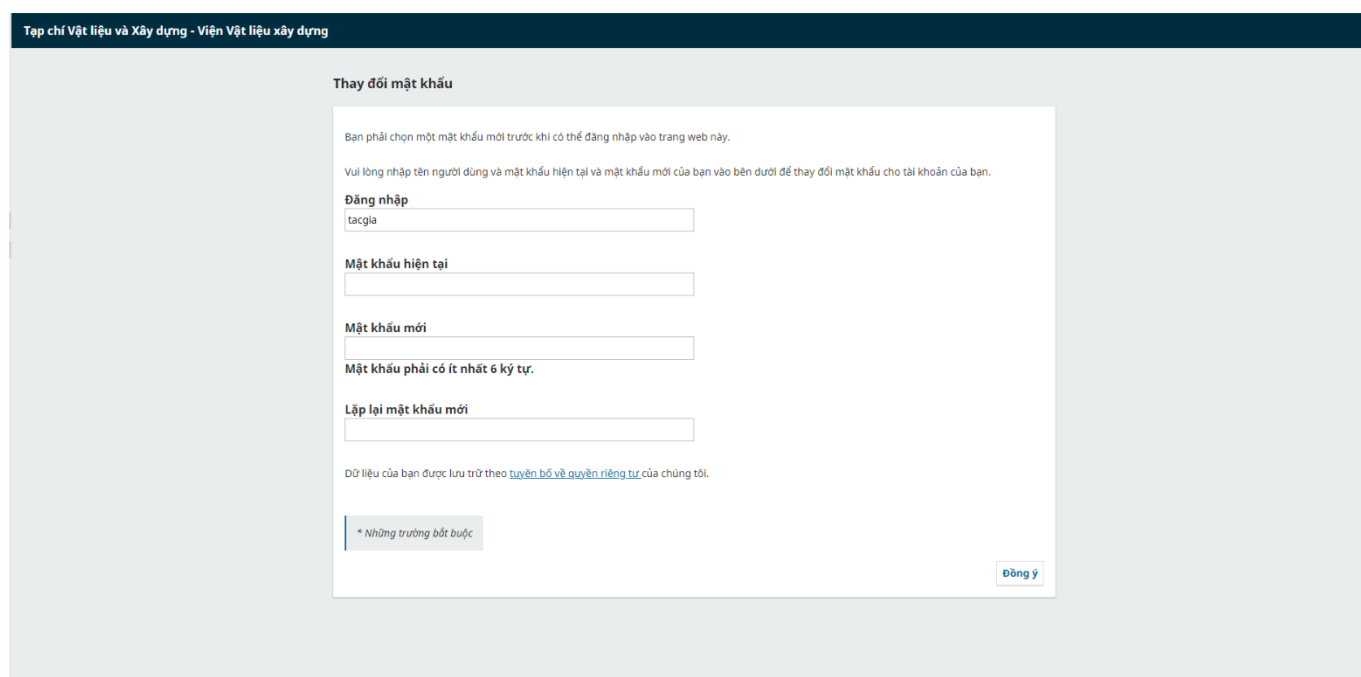 Tạp chí Vật liệu và Xây dựng - Viện Vật liệu xây dựng
Thay đổi mật khẩu
Bạn phải chọn một mật khẩu mới trước khi có thể đăng nhập vào trang web này.
Vui lòng nhập tên người dùng và mật khẩu hiện tại và mật khẩu mới của bạn vào bên dưới để thay đổi mật khẩu cho tài khoản của bạn.
Đăng nhập
tacgia
Mật khẩu hiện tại
Mật khẩu mới
Mật khẩu phải có ít nhất 6 ký tự.
Lặp lại mật khẩu mới
Dữ liệu của bạn được lưu trữ theo tuyên bố về quyền riêng tư của chúng tôi.
* Những trường bắt buộc
Đồng ý